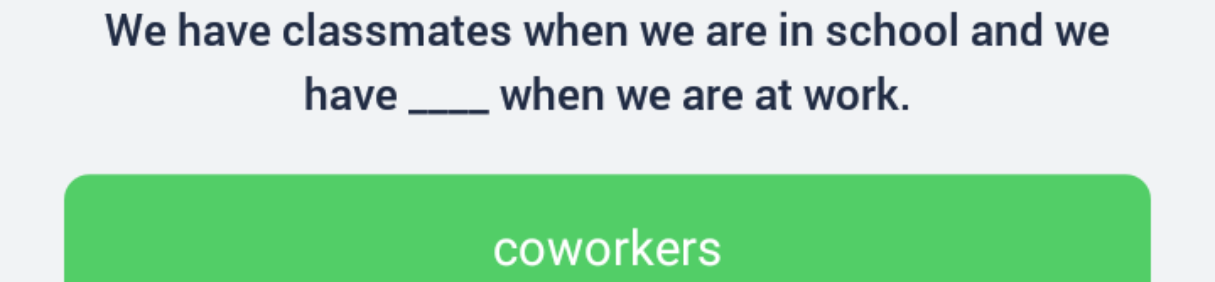 We have classmates when we are in school and we
have ____ when we are at work.
coworkers